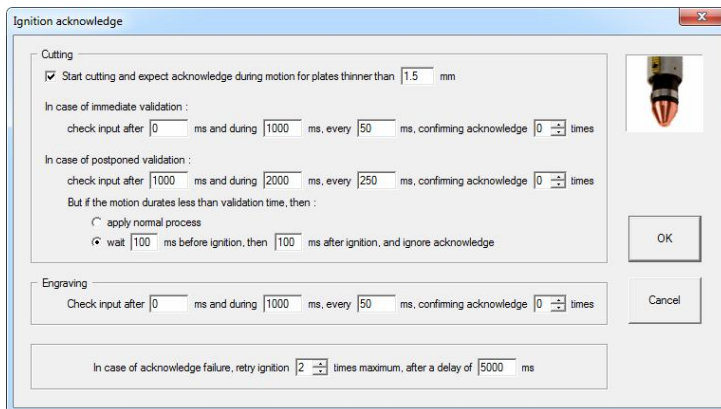 Ignition acknowledge
Cutting
Start cutting and expect acknowledge during motion for plates thinner than 1.5 mm
In case of immediate validation :
check input after 0 ms and during 1000 ms, every 50 ms, confirming acknowledge 0 times
In case of postponed validation :
check input after 1000 ms and during 2000 ms, every 250 ms, confirming acknowledge 0 times
But if the motion durates less than validation time, then :
apply normal process
wait 100 ms before ignition, then 100 ms after ignition, and ignore acknowledge
OK
Engraving
Check input after 0 ms and during 1000 ms, every 50 ms, confirming acknowledge 0 times
Cancel
In case of acknowledge failure, retry ignition 2 times maximum, after a delay of 5000 ms